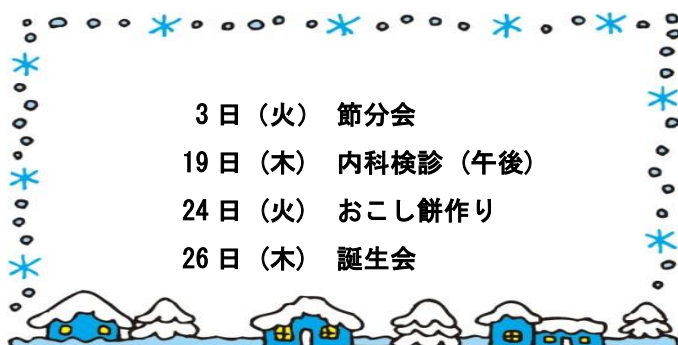 3日（火） 節分会
19日（木） 内科検診（午後）
24日（火） おこし餅作り
26日（木） 誕生会